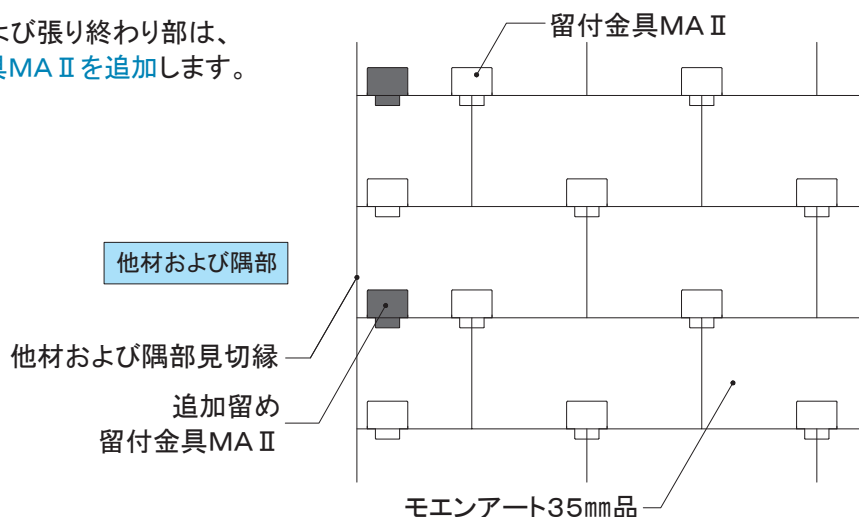 よび張り終わり部は、
具MAⅡを追加します。
留付金具MAⅡ
他材および隅部
他材および隅部見切縁
追加留め
留付金具MAⅡ
モエンアート35㎜品